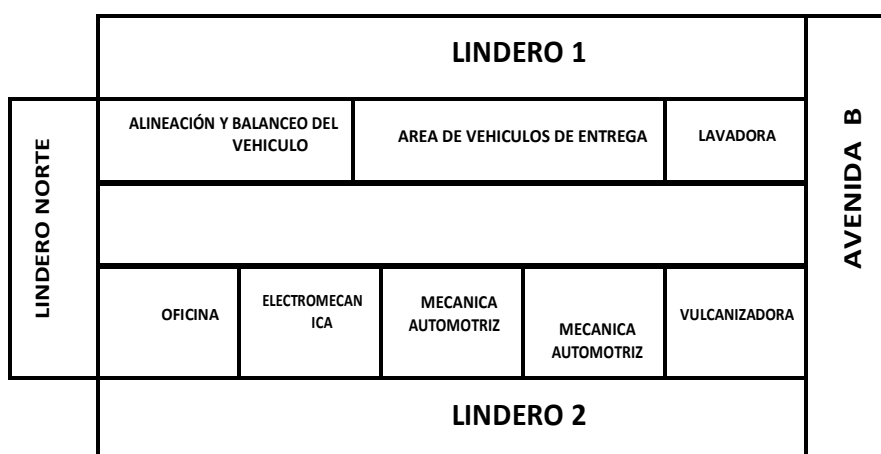 LINDERO 1
LINDERO NORTE
ALINEACIÓN Y BALANCEO DEL
VEHICULO
AREA DE VEHICULOS DE ENTREGA
LAVADORA
AVENIDA B
OFICINA
ELECTROMECAN
ICA
MECANICA
AUTOMOTRIZ
MECANICA
AUTOMOTRIZ
VULCANIZADORA
LINDERO 2